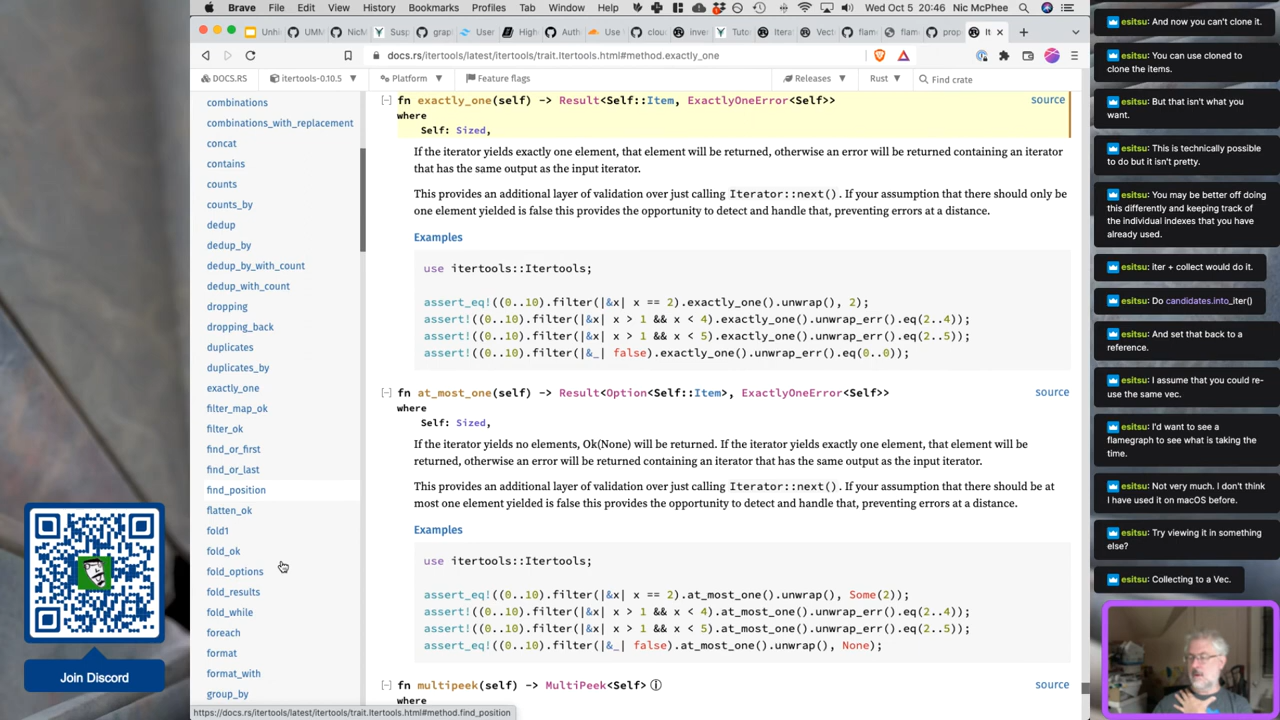 Brave File Edit View History Bookmarks Profiles Tab Window Help Wed Oct 5 20:46 Nic McPhee
Unh UMM NicM Susp grap User High Auth Use clou inve Tuto Itera Vect flam flam prop It
docs.rs/itertools/latest/itertools/trait.Itertools.html#method.exactly_one
DOCS.RS itertools-0.10.5 Platform Feature flags Releases Rust Find crate
combinations
combinations_with_replacement
concat
contains
counts
counts_by
dedup
dedup_by
dedup_by_with_count
dedup_with_count
dropping
dropping_back
duplicates
duplicates_by
exactly_one
filter_map_ok
filter_ok
find_or_first
find_or_last
find_position
flatten_ok
fold1
fold_ok
fold_options
fold_results
fold_while
foreach
format
format_with
group_by
https://docs.rs/itertools/latest/itertools/trait.Itertools.html#method.find_position
[-] fn exactly_one(self) -> Result<Self::Item, ExactlyOneError<Self>> source
where
Self: Sized,
If the iterator yields exactly one element, that element will be returned, otherwise an error will be returned containing an iterator
that has the same output as the input iterator.
This provides an additional layer of validation over just calling Iterator::next(). If your assumption that there should only be
one element yielded is false this provides the opportunity to detect and handle that, preventing errors at a distance.
Examples
use itertools::Itertools;
assert_eq!((0..10).filter(|&x| x == 2).exactly_one().unwrap(), 2);
assert!((0..10).filter(|&x| x > 1 && x < 4).exactly_one().unwrap_err().eq(2..4));
assert!((0..10).filter(|&x| x > 1 && x < 5).exactly_one().unwrap_err().eq(2..5));
assert!((0..10).filter(|&_| false).exactly_one().unwrap_err().eq(0..0));
[-] fn at_most_one(self) -> Result<Option<Self::Item>, ExactlyOneError<Self>> source
where
Self: Sized,
If the iterator yields no elements, Ok(None) will be returned. If the iterator yields exactly one element, that element will be
returned, otherwise an error will be returned containing an iterator that has the same output as the input iterator.
This provides an additional layer of validation over just calling Iterator::next(). If your assumption that there should be at
most one element yielded is false this provides the opportunity to detect and handle that, preventing errors at a distance.
Examples
use itertools::Itertools;
assert_eq!((0..10).filter(|&x| x == 2).at_most_one().unwrap(), Some(2));
assert!((0..10).filter(|&x| x > 1 && x < 4).at_most_one().unwrap_err().eq(2..4));
assert!((0..10).filter(|&x| x > 1 && x < 5).at_most_one().unwrap_err().eq(2..5));
assert_eq!((0..10).filter(|&_| false).at_most_one().unwrap(), None);
[-] fn multipeek(self) -> MultiPeek<Self> ⓘ source
where
esitsu: And now you can't clone it.
esitsu: You can use cloned to
clone the items.
esitsu: But that isn't what you
want.
esitsu: This is technically possible
to do but it isn't pretty.
esitsu: You may be better off doing
this differently and keeping track of
the individual indexes that you have
already used.
esitsu: iter + collect would do it.
esitsu: Do candidates.into_iter()
esitsu: And set that back to a
reference.
esitsu: I assume that you could re-
use the same vec.
esitsu: I'd want to see a
flamegraph to see what is taking the
time.
esitsu: Not very much. I don't think
I have used it on macOS before.
esitsu: Try viewing it in something
else?
esitsu: Collecting to a Vec.
Join Discord